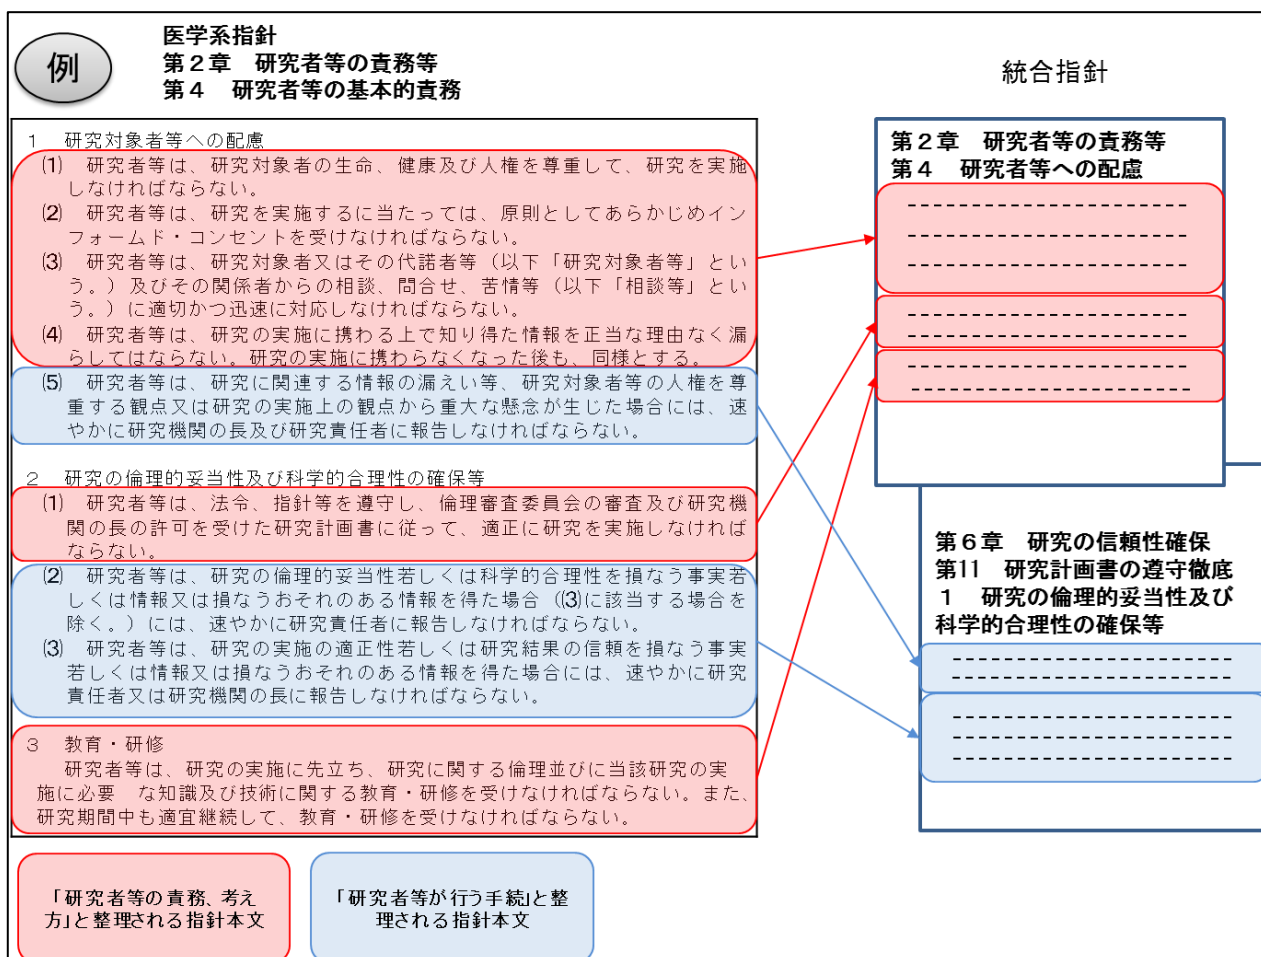 例
医学系指針
第２章　研究者等の責務等
第４　研究者等の基本的責務
統合指針
１　研究対象者等への配慮
⑴　研究者等は、研究対象者の生命、健康及び人権を尊重して、研究を実施
しなければならない。
⑵　研究者等は、研究を実施するに当たっては、原則としてあらかじめイン
フォームド・コンセントを受けなければならない。
⑶　研究者等は、研究対象者又はその代諾者等（以下「研究対象者等」とい
う。）及びその関係者からの相談、問合せ、苦情等（以下「相談等」とい
う。）に適切かつ迅速に対応しなければならない。
⑷　研究者等は、研究の実施に携わる上で知り得た情報を正当な理由なく漏
らしてはならない。研究の実施に携わらなくなった後も、同様とする。
⑸　研究者等は、研究に関連する情報の漏えい等、研究対象者等の人権を尊
重する観点又は研究の実施上の観点から重大な懸念が生じた場合には、速
やかに研究機関の長及び研究責任者に報告しなければならない。
２　研究の倫理的妥当性及び科学的合理性の確保等
⑴　研究者等は、法令、指針等を遵守し、倫理審査委員会の審査及び研究機
関の長の許可を受けた研究計画書に従って、適正に研究を実施しなければ
ならない。
⑵　研究者等は、研究の倫理的妥当性若しくは科学的合理性を損なう事実若
しくは情報又は損なうおそれのある情報を得た場合（⑶に該当する場合を
除く。）には、速やかに研究責任者に報告しなければならない。
⑶　研究者等は、研究の実施の適正性若しくは研究結果の信頼を損なう事実
若しくは情報又は損なうおそれのある情報を得た場合には、速やかに研究
責任者又は研究機関の長に報告しなければならない。
３　教育・研修
研究者等は、研究の実施に先立ち、研究に関する倫理並びに当該研究の実
施に必要　な知識及び技術に関する教育・研修を受けなければならない。また、
研究期間中も適宜継続して、教育・研修を受けなければならない。
第２章　研究者等の責務等
第４　研究者等への配慮
第６章　研究の信頼性確保
第11　研究計画書の遵守徹底
１　研究の倫理的妥当性及び
科学的合理性の確保等
「研究者等の責務、考え
方」と整理される指針本文
「研究者等が行う手続」と整
理される指針本文